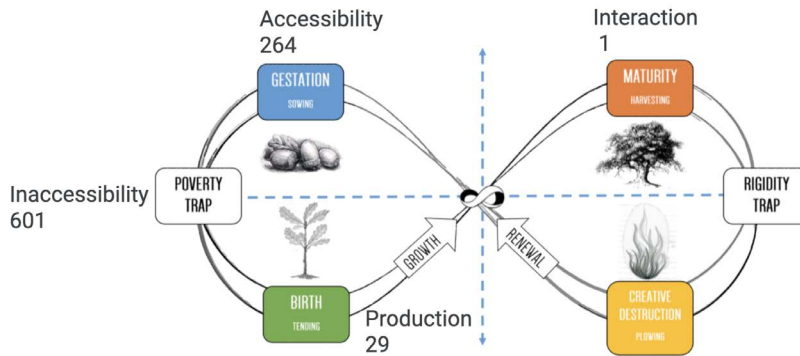 Accessibility
264
Interaction
1
GESTATION
SOWING
MATURITY
HARVESTING
Inaccessibility
601
POVERTY
TRAP
RIGIDITY
TRAP
GROWTH
RENEWAL
BIRTH
TENDING
Production
29
CREATIVE
DESTRUCTION
PLOWING